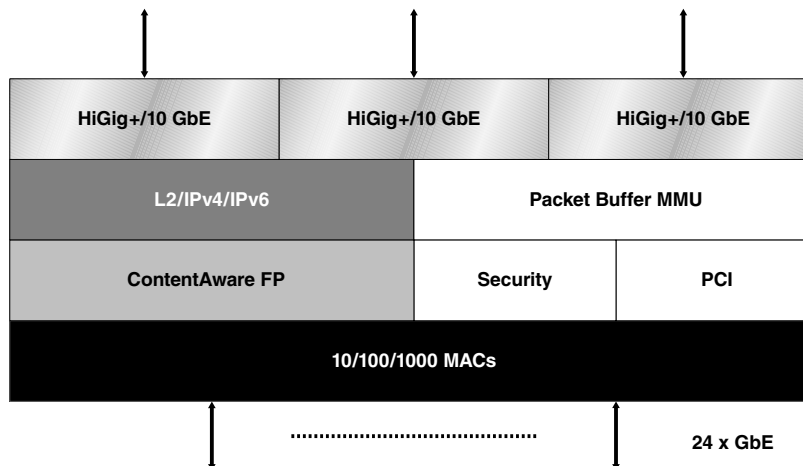 HiGig+/10 GbE
HiGig+/10 GbE
HiGig+/10 GbE
L2/IPv4/IPv6
Packet Buffer MMU
ContentAware FP
Security
PCI
10/100/1000 MACs
24 x GbE